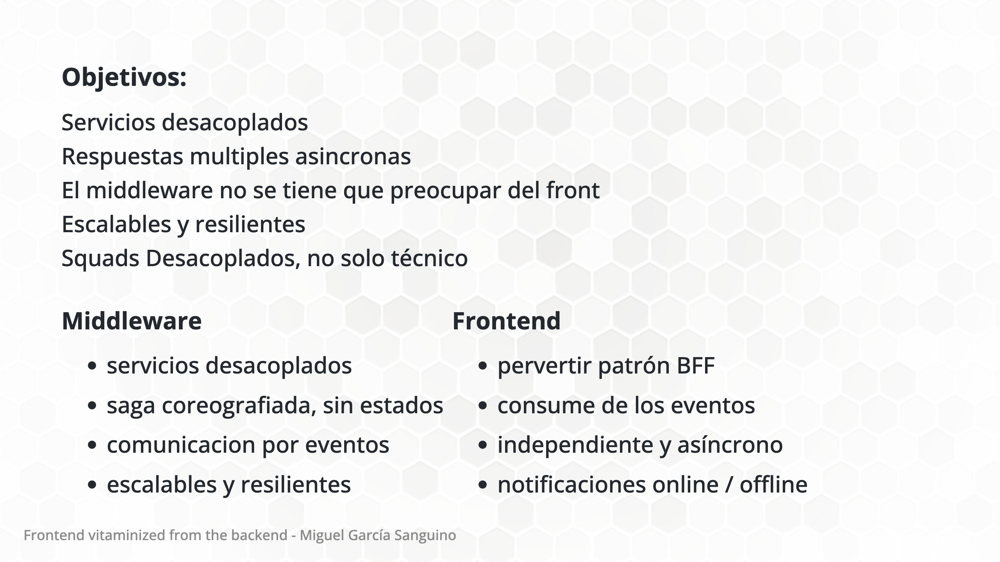 Objetivos:
Servicios desacoplados
Respuestas multiples asincronas
El middleware no se tiene que preocupar del front
Escalables y resilientes
Squads Desacoplados, no solo técnico
Middleware
• servicios desacoplados
• saga coreografiada, sin estados
• comunicacion por eventos
• escalables y resilientes
Frontend
• pervertir patrón BFF
• consume de los eventos
• independiente y asíncrono
• notificaciones online / offline
Frontend vitaminized from the backend - Miguel García Sanguino